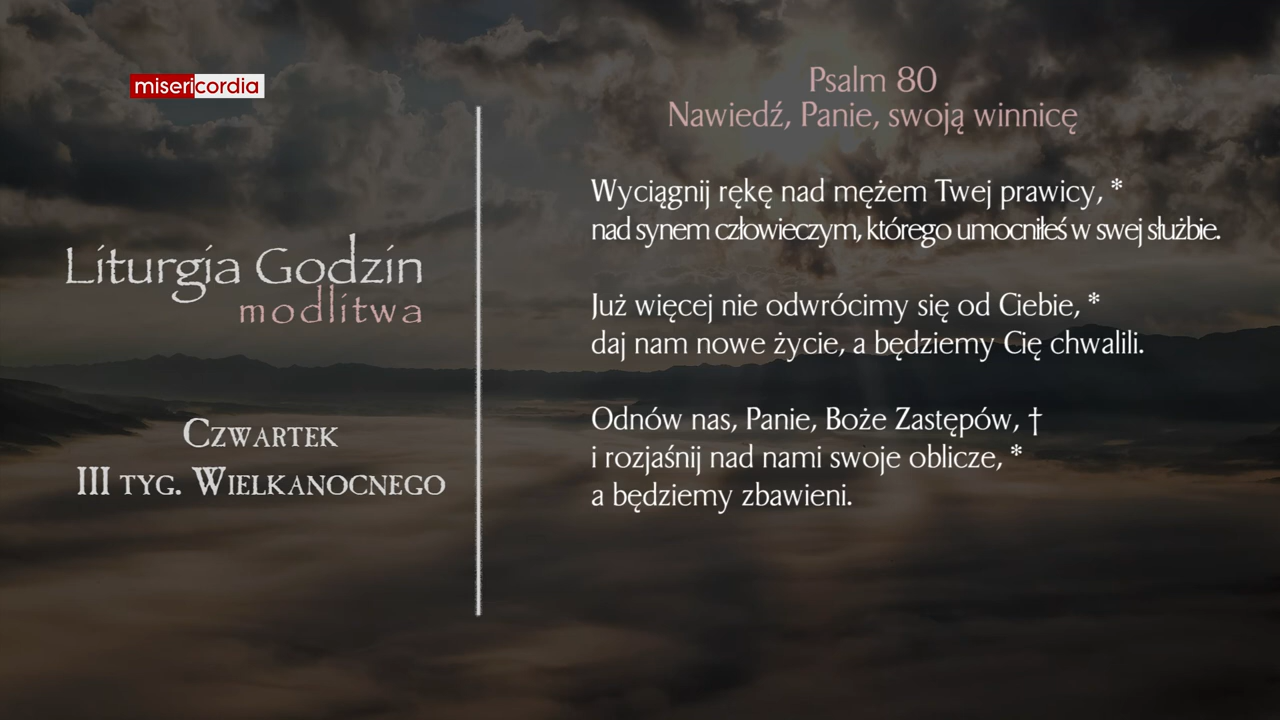 misericordia
Liturgia Godzin
modlitwa
Czwartek
III tyg. Wielkanocnego
Psalm 80
Nawiedź, Panie, swoją winnicę
Wyciągnij rękę nad mężem Twej prawicy, *
nad synem człowieczym, którego umocniłeś w swej służbie.
Już więcej nie odwrócimy się od Ciebie, *
daj nam nowe życie, a będziemy Cię chwalili.
Odnów nas, Panie, Boże Zastępów, †
i rozjaśnij nad nami swoje oblicze, *
a będziemy zbawieni.